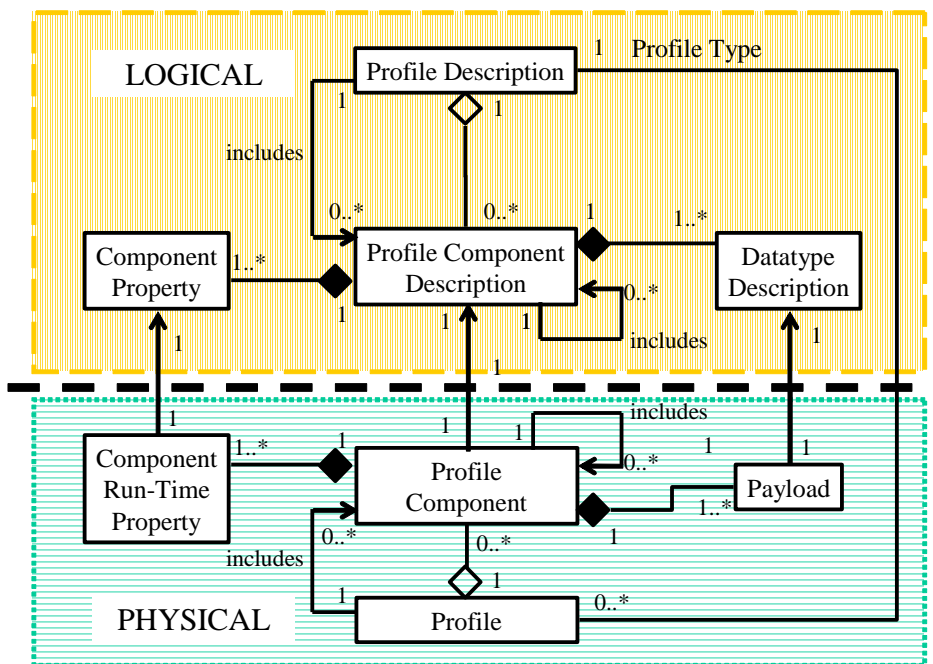 1
Profile Type
LOGICAL
Profile Description
1
1
includes
0..*
0..*
1
1..*
Component
Property
1..*
Profile Component
Description
Datatype
Description
0..*
1
1
1
includes
1
1
1
1
1
1
1
includes
1
Component
Run-Time
Property
1..*
Profile
Component
0..*
Payload
1..*
1
0..*
0..*
includes
1
1
0..*
PHYSICAL
Profile